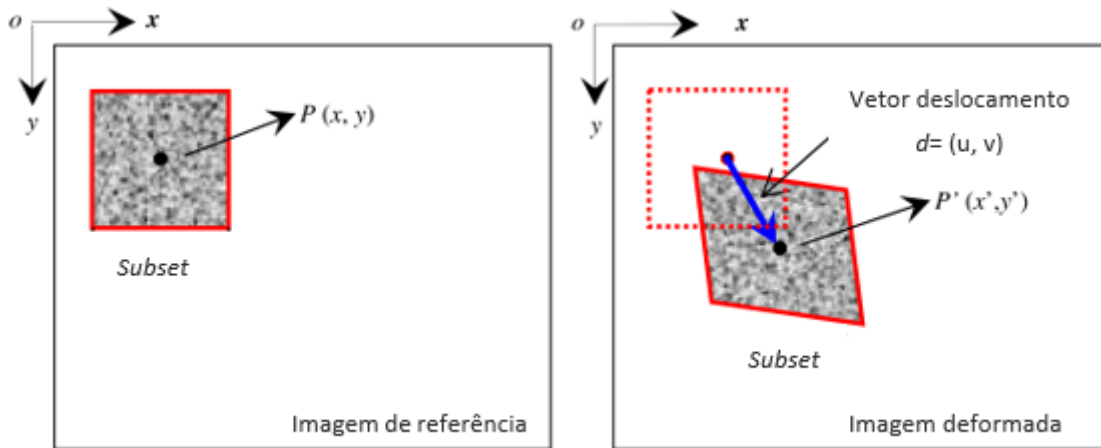 o
x
y
P (x, y)
Subset
Imagem de referência
o
x
y
Vetor deslocamento
d= (u, v)
P’ (x’,y’)
Subset
Imagem deformada